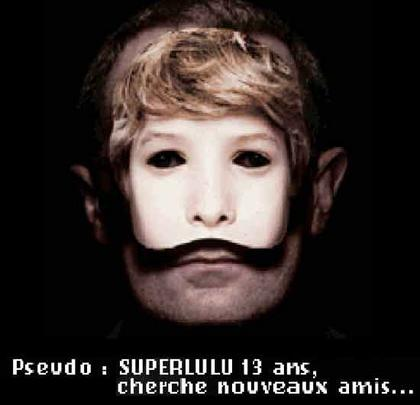 Pseudo : SUPERLULU 13 ans,
cherche nouveaux amis...